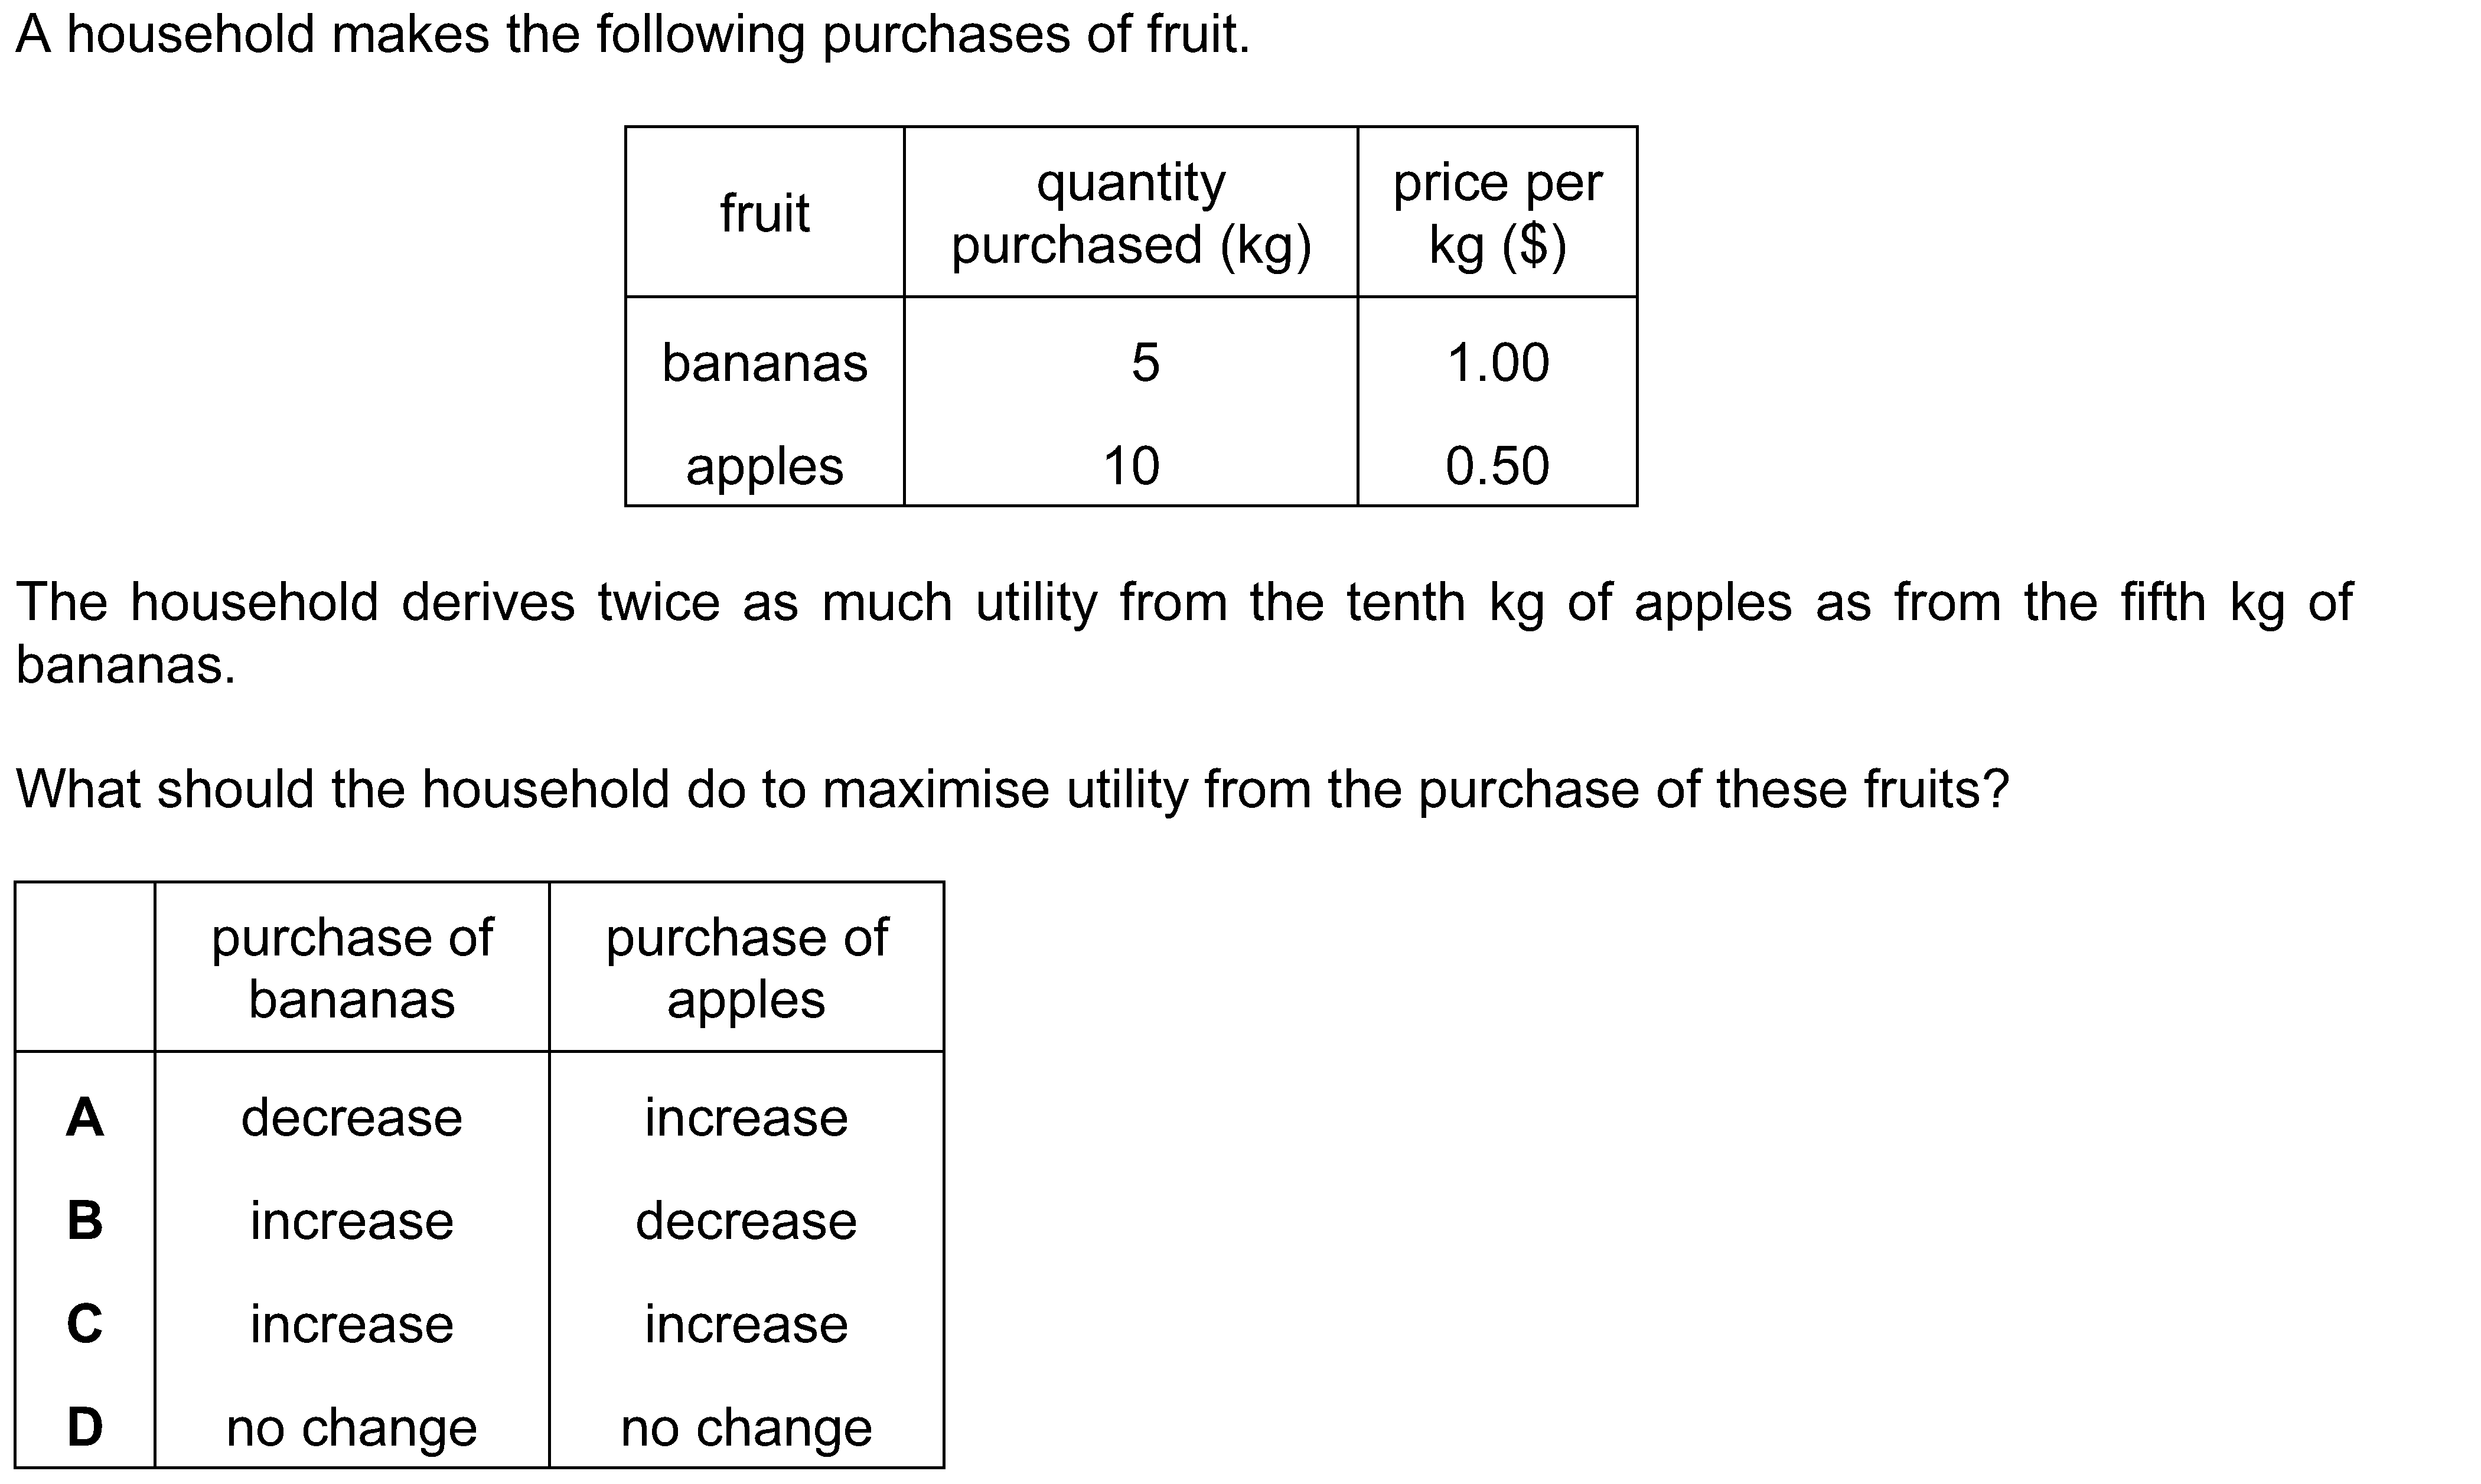 A household makes the following purchases of fruit.
fruit
quantity
purchased (kg)
price per
kg ($)
bananas 5 1.00
apples 10 0.50
The household derives twice as much utility from the tenth kg of apples as from the fifth kg of
bananas.
What should the household do to maximise utility from the purchase of these fruits?
purchase of
bananas
purchase of
apples
A decrease increase
B increase decrease
C increase increase
D no change no change